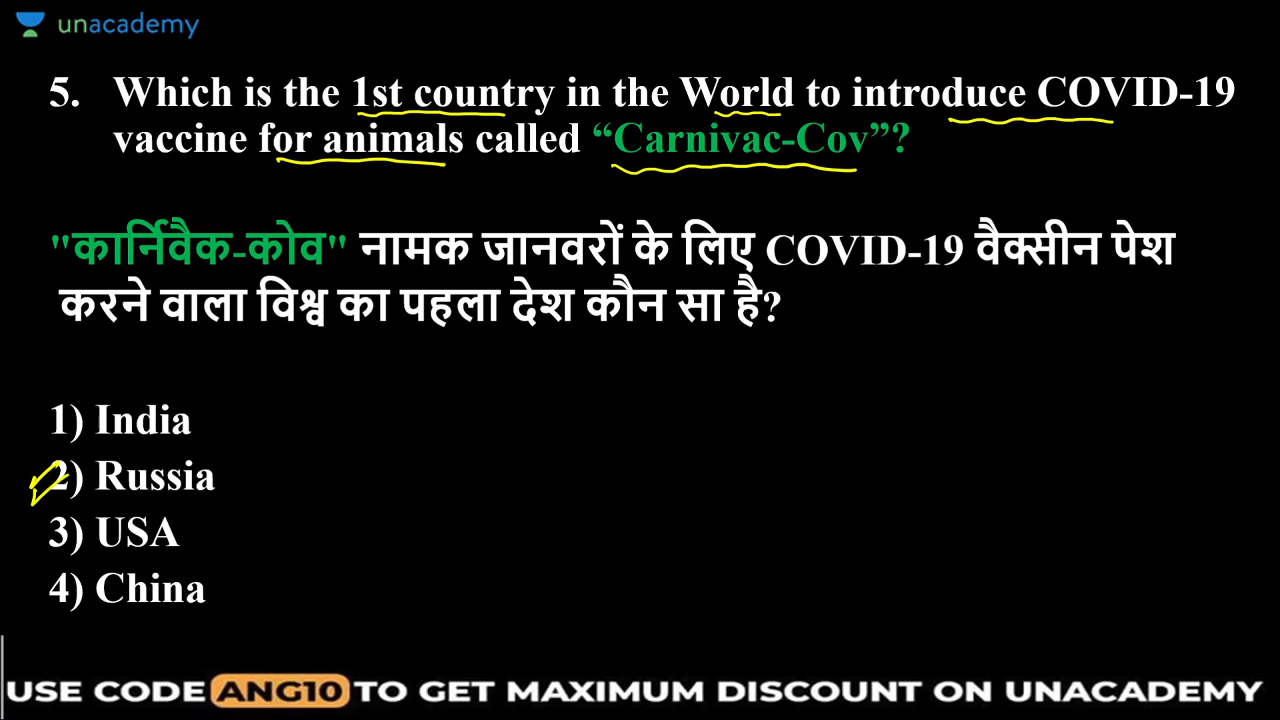 unacademy
5. Which is the 1st country in the World to introduce COVID-19
vaccine for animals called “Carnivac-Cov”?
"कार्निवैक-कोव" नामक जानवरों के लिए COVID-19 वैक्सीन पेश
करने वाला विश्व का पहला देश कौन सा है?
1) India
2) Russia
3) USA
4) China
USE CODE ANG10 TO GET MAXIMUM DISCOUNT ON UNACADEMY